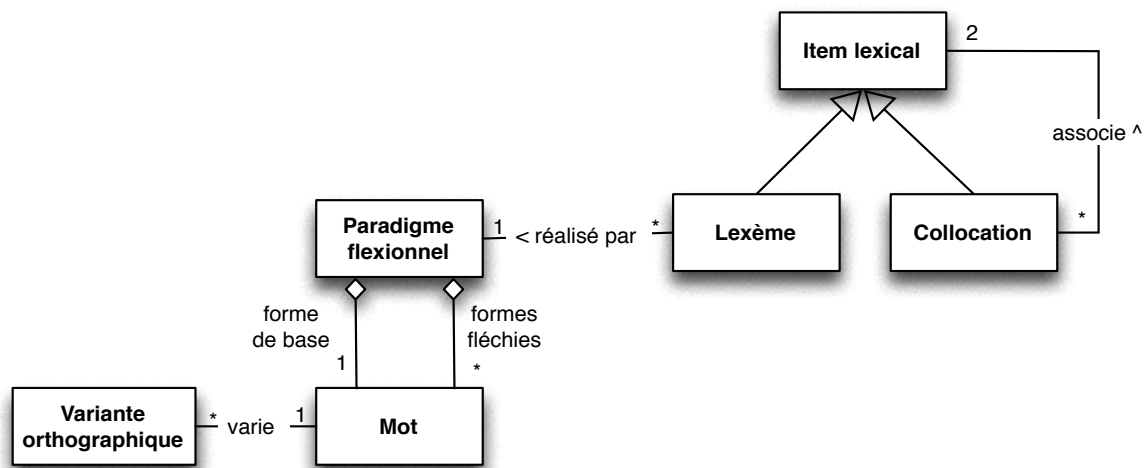 Item lexical
2
associe ^
*
Paradigme
flexionnel
1
< réalisé par
*
Lexème
Collocation
forme
de base
1
formes
fléchies
*
Variante
orthographique
*
varie
1
Mot